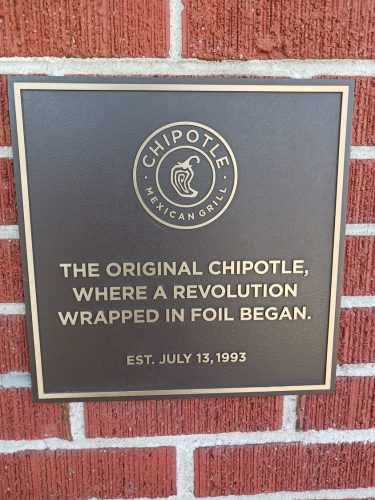 CHIPOTLE
MEXICAN GRILL
THE ORIGINAL CHIPOTLE,
WHERE A REVOLUTION
WRAPPED IN FOIL BEGAN.
EST. JULY 13, 1993